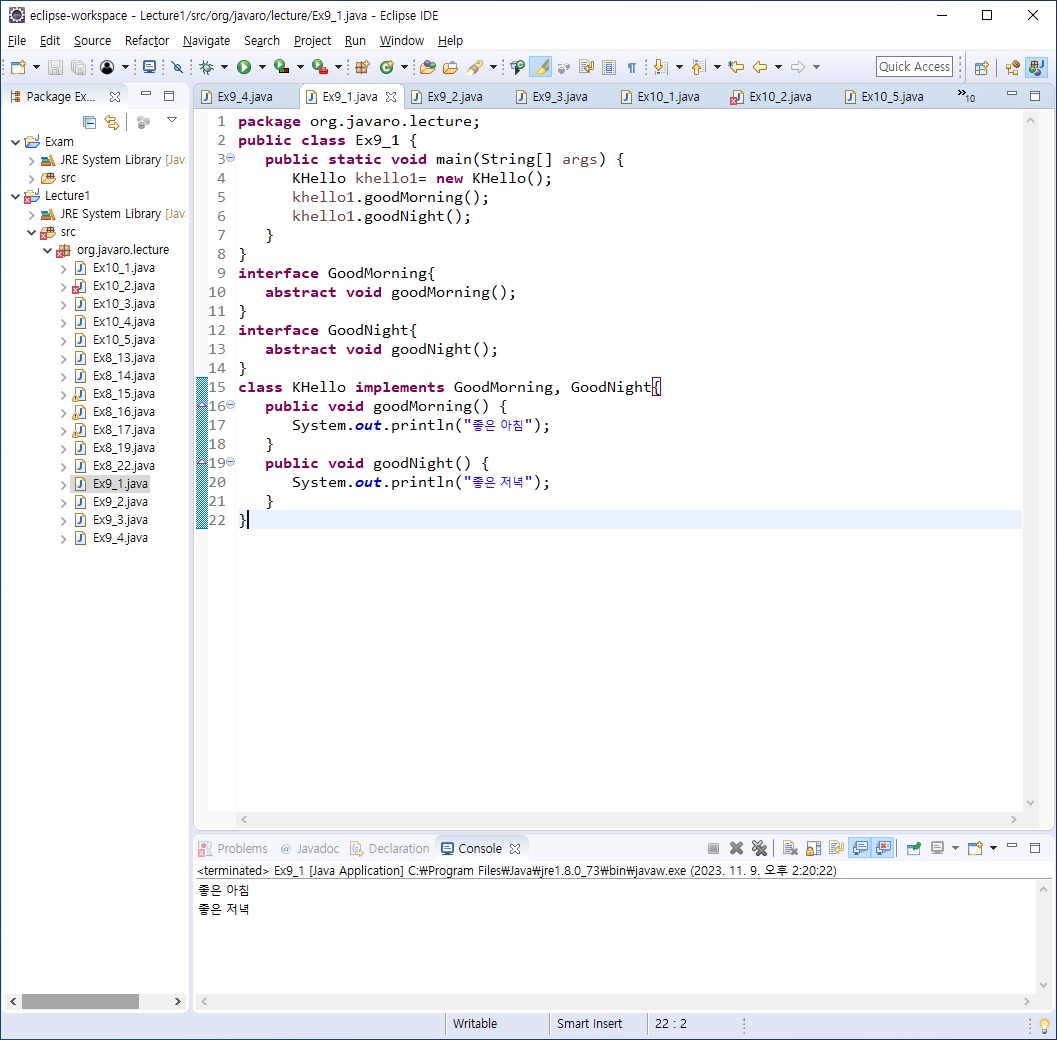 eclipse-workspace - Lecture1/src/org/javaro/lecture/Ex9_1.java - Eclipse IDE
File Edit Source Refactor Navigate Search Project Run Window Help
Quick Access
Package Ex...
Exam
JRE System Library [Jav
src
Lecture1
JRE System Library [Jav
src
org.javaro.lecture
Ex10_1.java
Ex10_2.java
Ex10_3.java
Ex10_4.java
Ex10_5.java
Ex8_13.java
Ex8_14.java
Ex8_15.java
Ex8_16.java
Ex8_17.java
Ex8_19.java
Ex8_22.java
Ex9_1.java
Ex9_2.java
Ex9_3.java
Ex9_4.java
Ex9_4.java Ex9_1.java Ex9_2.java Ex9_3.java Ex10_1.java Ex10_2.java Ex10_5.java »10
1 package org.javaro.lecture;
2 public class Ex9_1 {
3 public static void main(String[] args) {
4 KHello khello1= new KHello();
5 khello1.goodMorning();
6 khello1.goodNight();
7 }
8 }
9 interface GoodMorning{
10 abstract void goodMorning();
11 }
12 interface GoodNight{
13 abstract void goodNight();
14 }
15 class KHello implements GoodMorning, GoodNight{
16 public void goodMorning() {
17 System.out.println("좋은 아침");
18 }
19 public void goodNight() {
20 System.out.println("좋은 저녁");
21 }
22 }
Problems @ Javadoc Declaration Console
<terminated> Ex9_1 [Java Application] C:₩Program Files₩Java₩jre1.8.0_73₩bin₩javaw.exe (2023. 11. 9. 오후 2:20:22)
좋은 아침
좋은 저녁
Writable Smart Insert 22 : 2